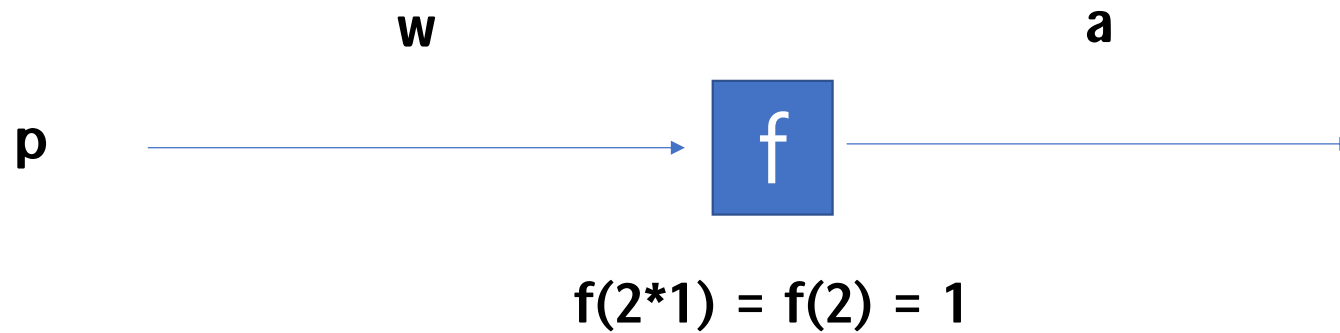 w
a
p
f
f(2*1) = f(2) = 1